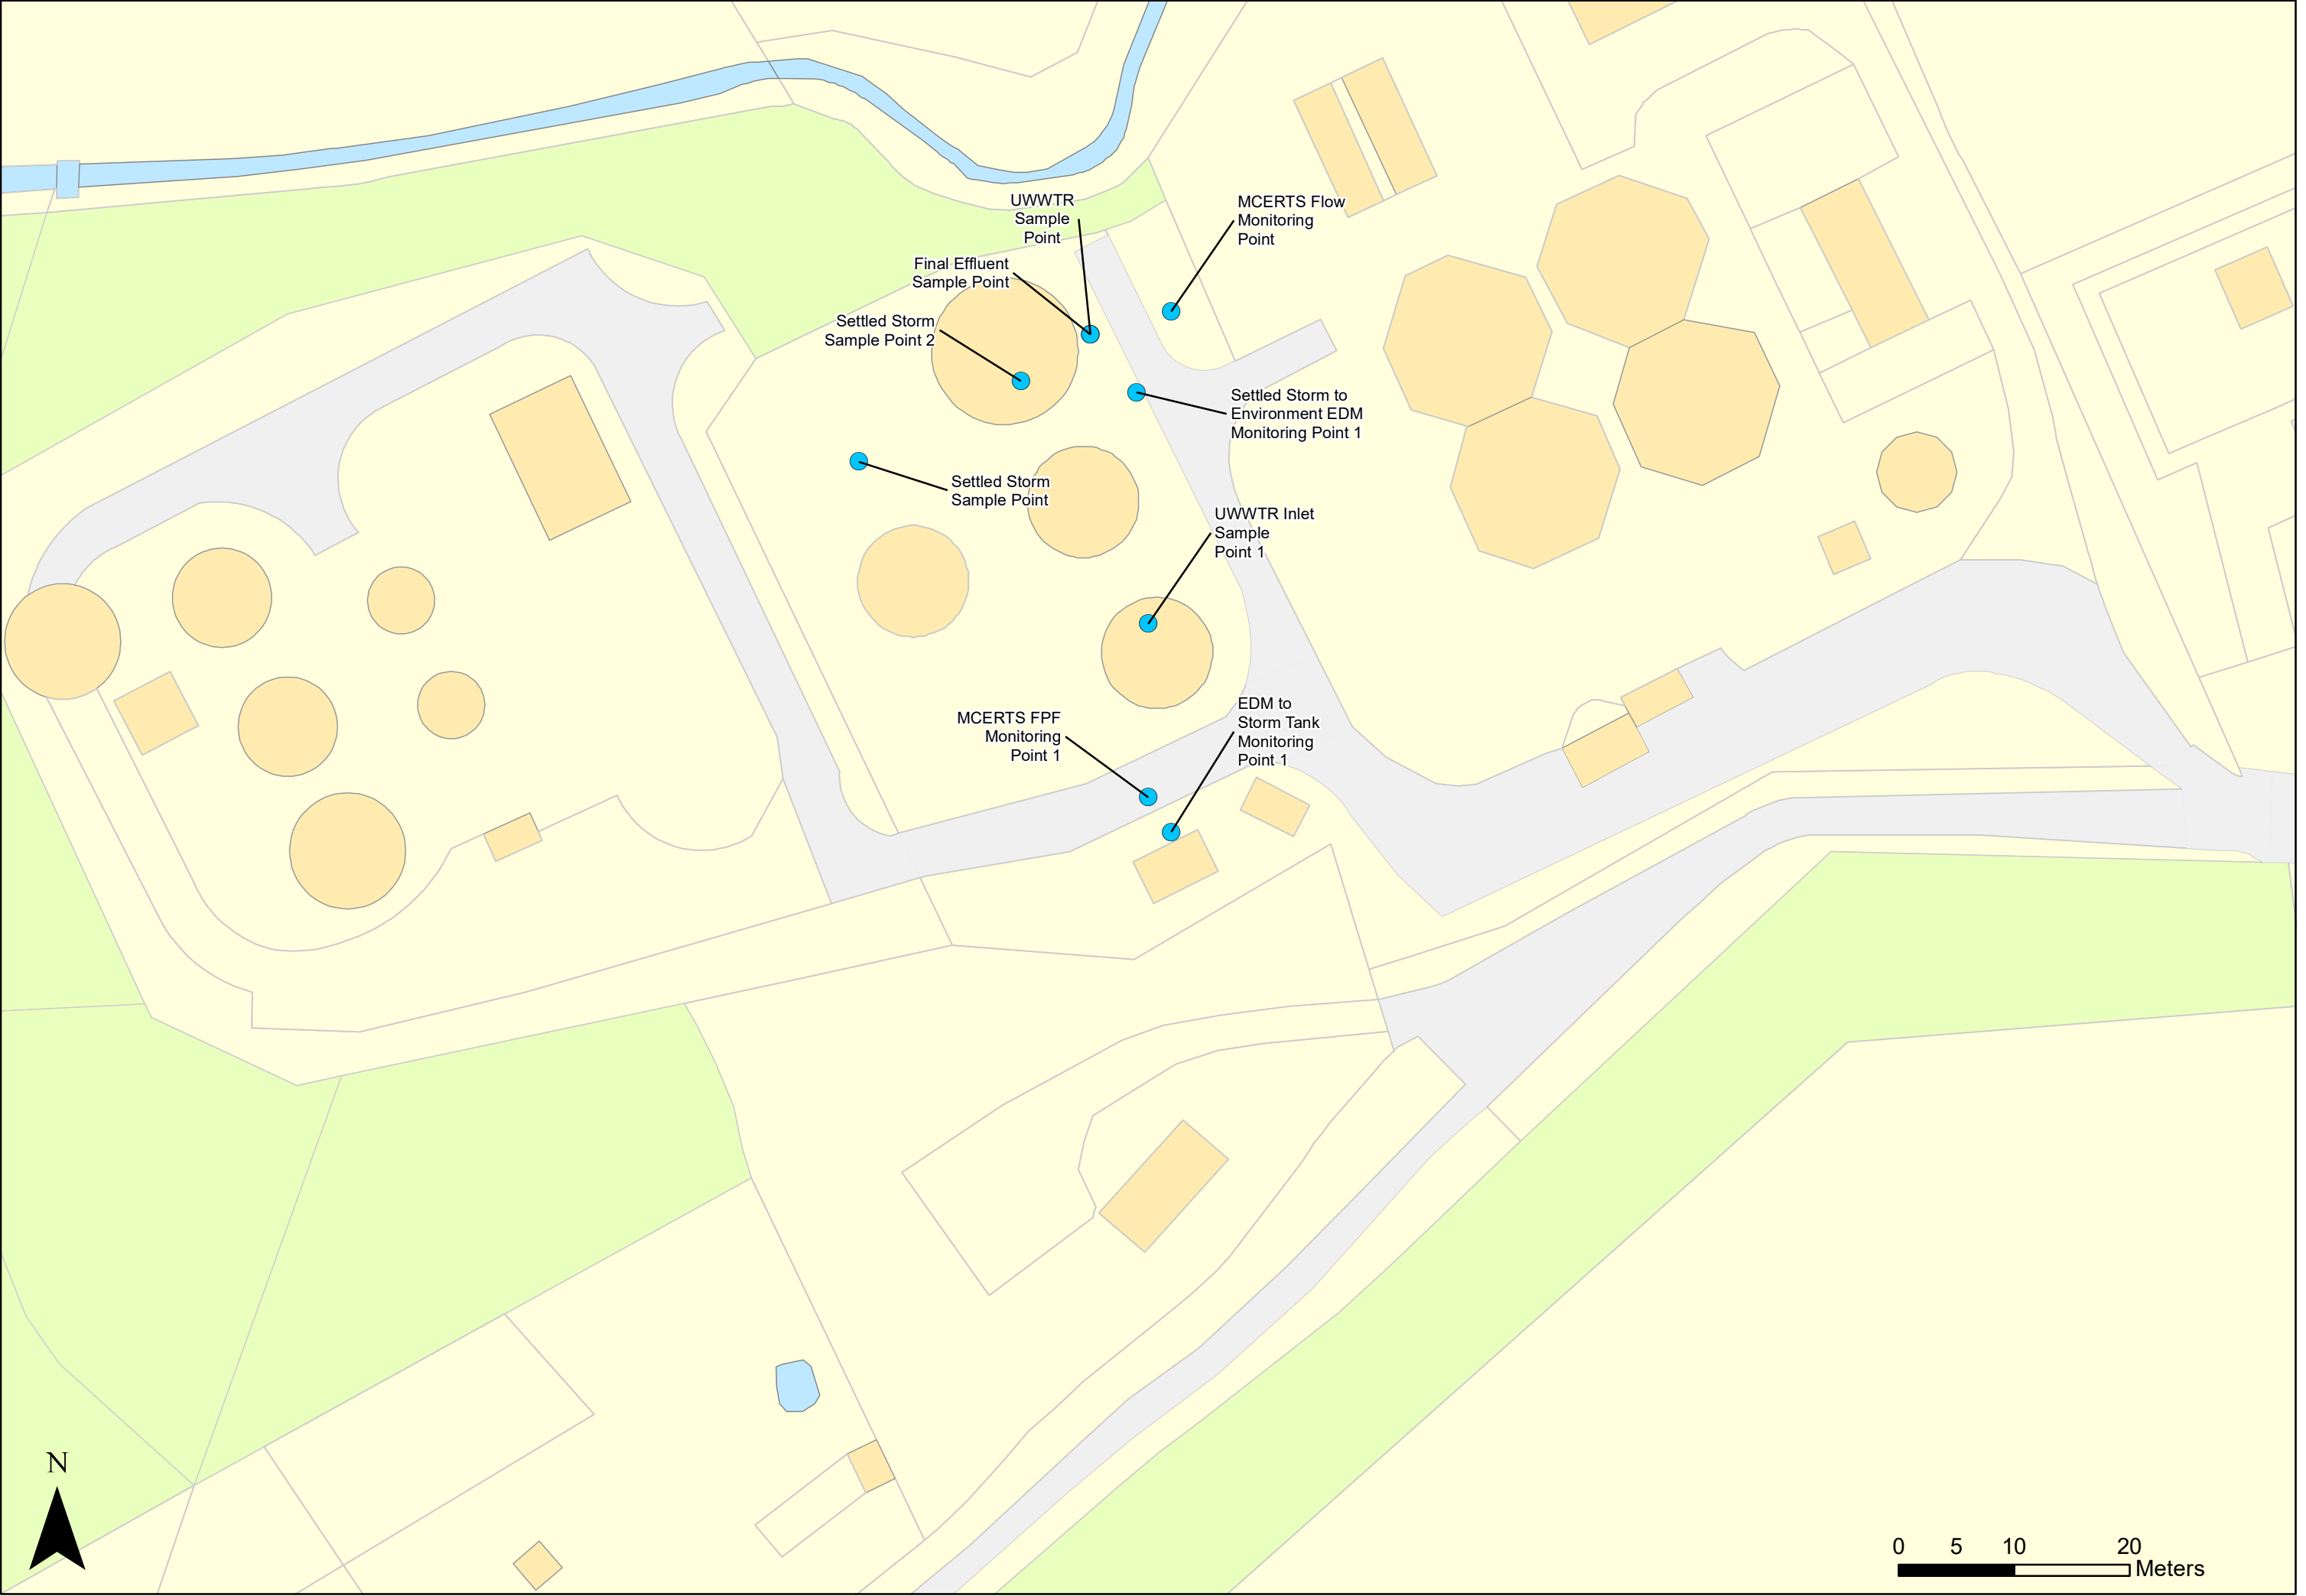 UWWTR
Sample
Point
MCERTS Flow
Monitoring
Point
Final Effluent
Sample Point
Settled Storm
Sample Point 2
Settled Storm to
Environment EDM
Monitoring Point 1
Settled Storm
Sample Point
UWWTR Inlet
Sample
Point 1
MCERTS FPF
Monitoring
Point 1
EDM to
Storm Tank
Monitoring
Point 1
N
0 5 10 20
Meters